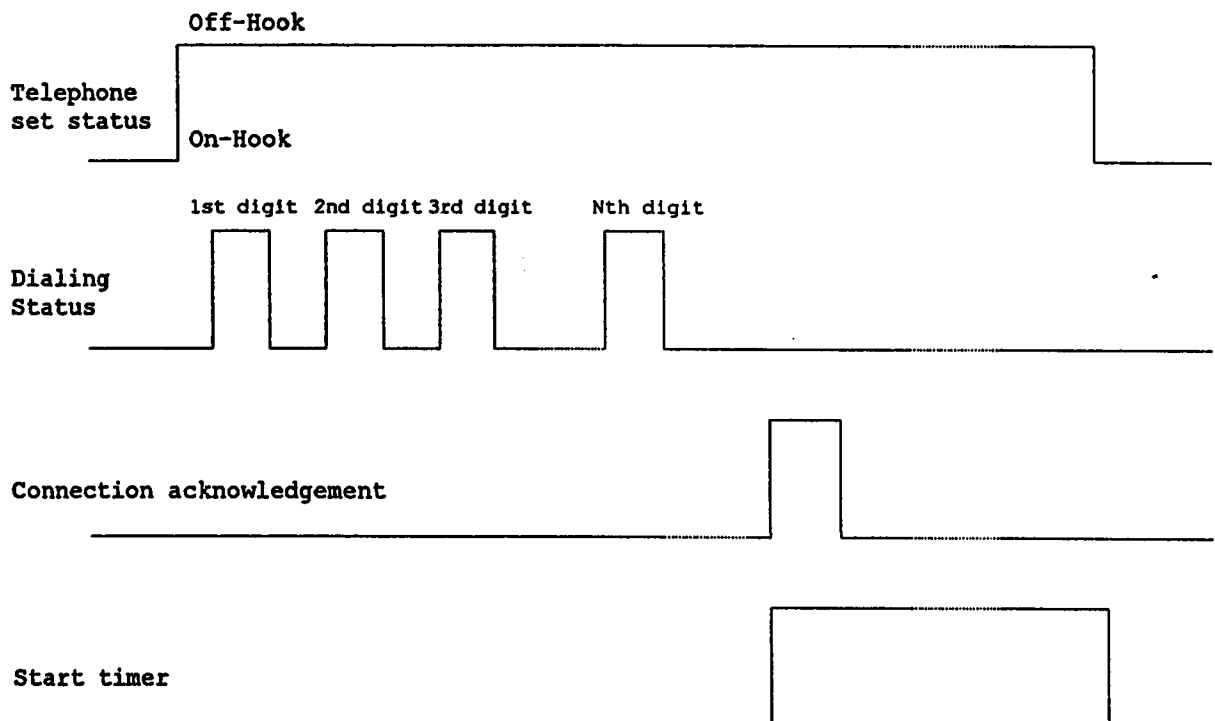 Off-Hook
Telephone
set status
On-Hook
1st digit 2nd digit 3rd digit Nth digit
Dialing
Status
Connection acknowledgement
Start timer